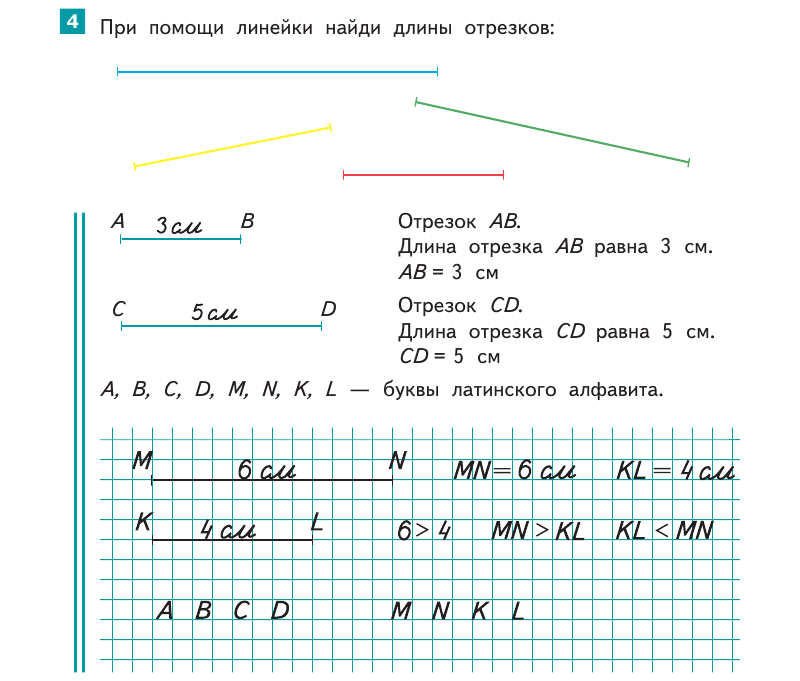 4 При помощи линейки найди длины отрезков:
A 3 см B
Отрезок AB.
Длина отрезка AB равна 3 см.
AB = 3 см
C 5 см D
Отрезок CD.
Длина отрезка CD равна 5 см.
CD = 5 см
A, B, C, D, M, N, K, L — буквы латинского алфавита.
M 6 см N MN = 6 см KL = 4 см
K 4 см L 6 > 4 MN > KL KL < MN
A B C D M N K L